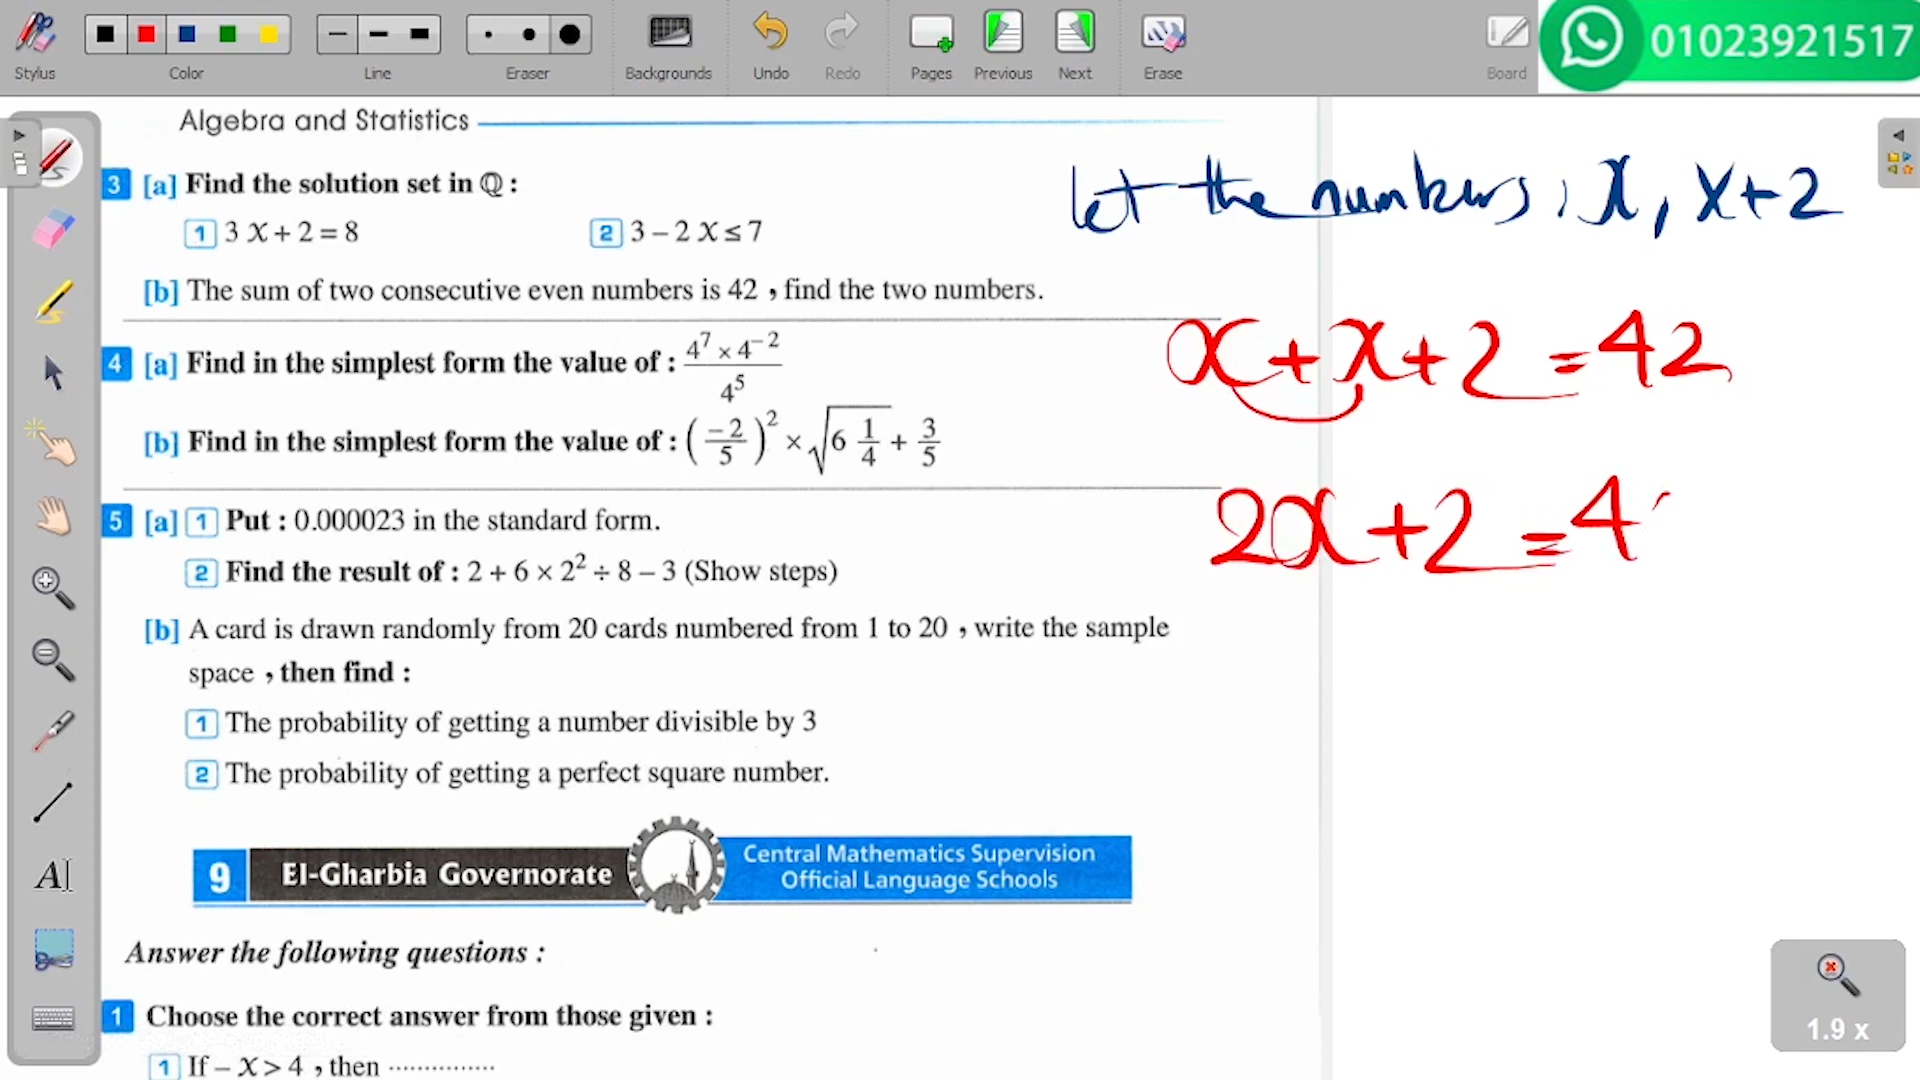 Stylus
Color
Line
Eraser
Backgrounds
Undo
Redo
Pages
Previous
Next
Erase
Board
01023921517
Algebra and Statistics
3 [a] Find the solution set in ℚ :
1 3 X + 2 = 8
2 3 – 2 X ≤ 7
[b] The sum of two consecutive even numbers is 42 , find the two numbers.
4 [a] Find in the simplest form the value of : (4^7 × 4^–2) / 4^5
[b] Find in the simplest form the value of : (–2/5)^2 × √(6 1/4) + 3/5
5 [a] 1 Put : 0.000023 in the standard form.
2 Find the result of : 2 + 6 × 2^2 ÷ 8 – 3 (Show steps)
[b] A card is drawn randomly from 20 cards numbered from 1 to 20 , write the sample
space , then find :
1 The probability of getting a number divisible by 3
2 The probability of getting a perfect square number.
9 El-Gharbia Governorate
Central Mathematics Supervision
Official Language Schools
Answer the following questions :
1 Choose the correct answer from those given :
1 If – X > 4 , then ...............
let the numbers : x , x+2
x + x + 2 = 42
2x + 2 = 4
A
1.9 x